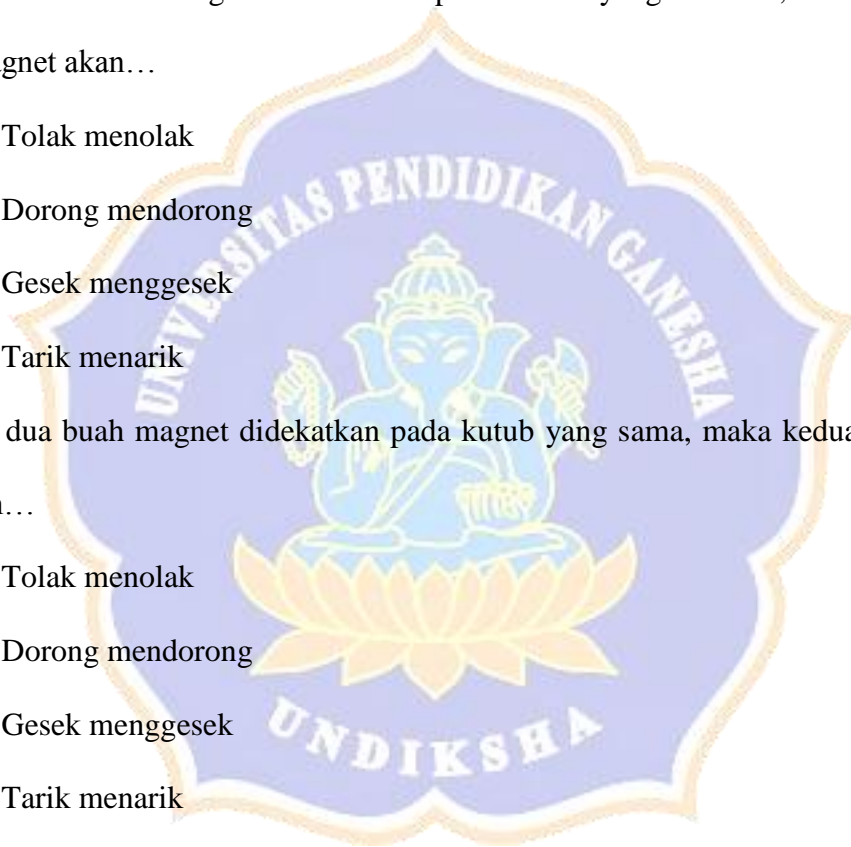 gnet akan…
Tolak menolak
Dorong mendorong
Gesek menggesek
Tarik menarik
dua buah magnet didekatkan pada kutub yang sama, maka kedua
…
Tolak menolak
Dorong mendorong
Gesek menggesek
Tarik menarik
UNIVERSITAS PENDIDIKAN GANESHA
UNDIKSHA